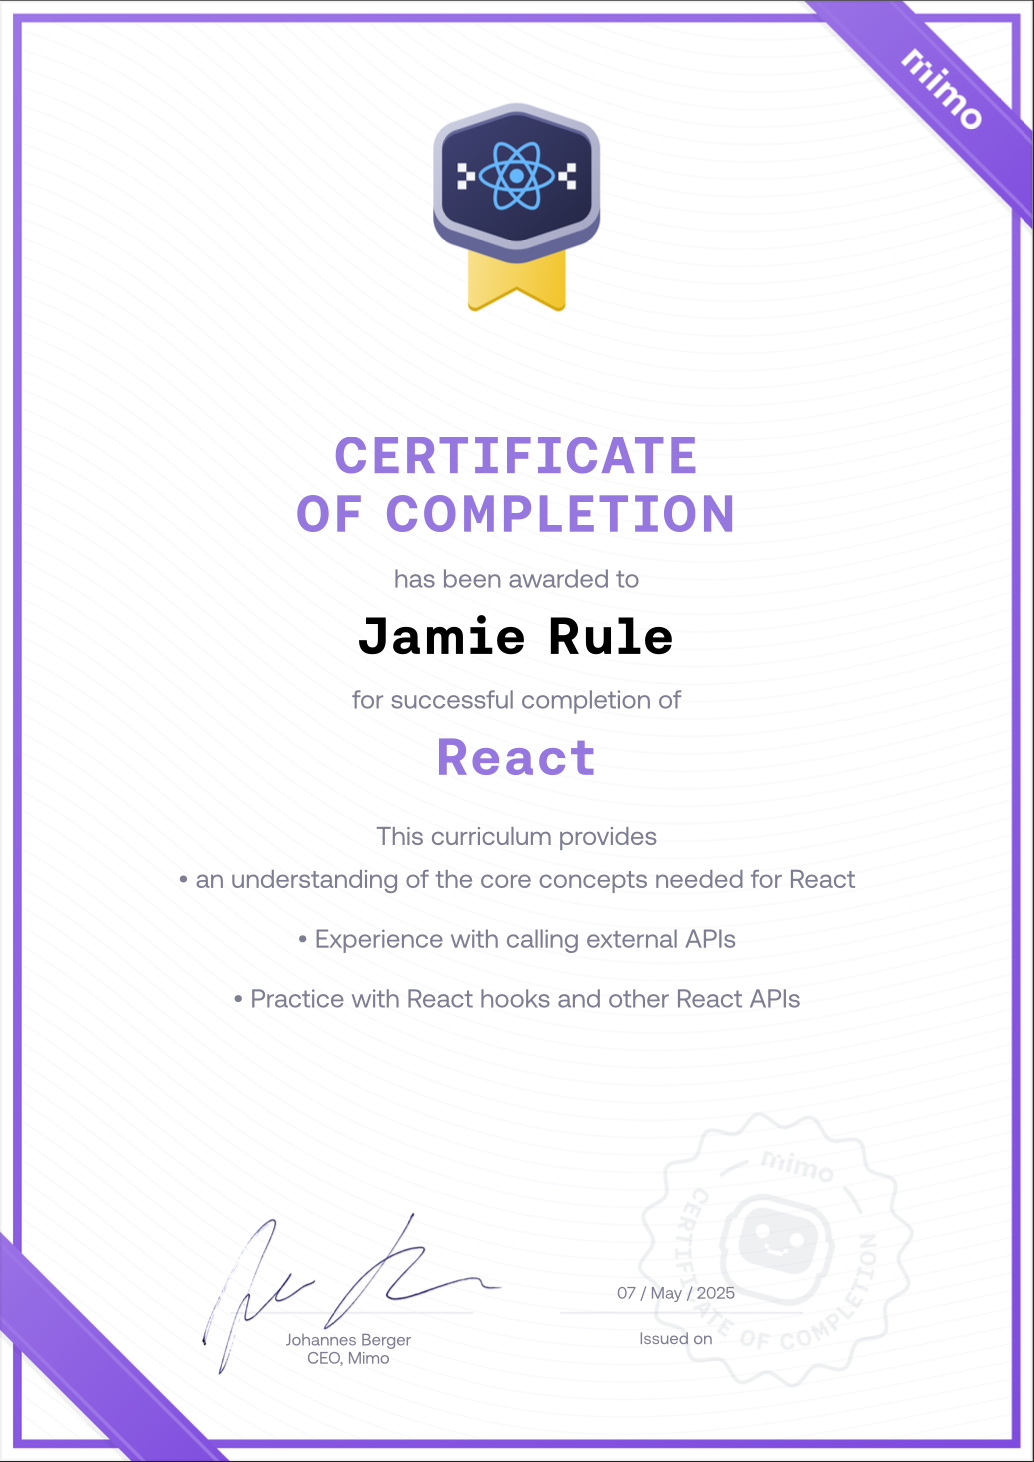 mimo
CERTIFICATE
OF COMPLETION
has been awarded to
Jamie Rule
for successful completion of
React
This curriculum provides
• an understanding of the core concepts needed for React
• Experience with calling external APIs
• Practice with React hooks and other React APIs
mimo
CERTIFICATE OF COMPLETION
07 / May / 2025
Issued on
Johannes Berger
CEO, Mimo